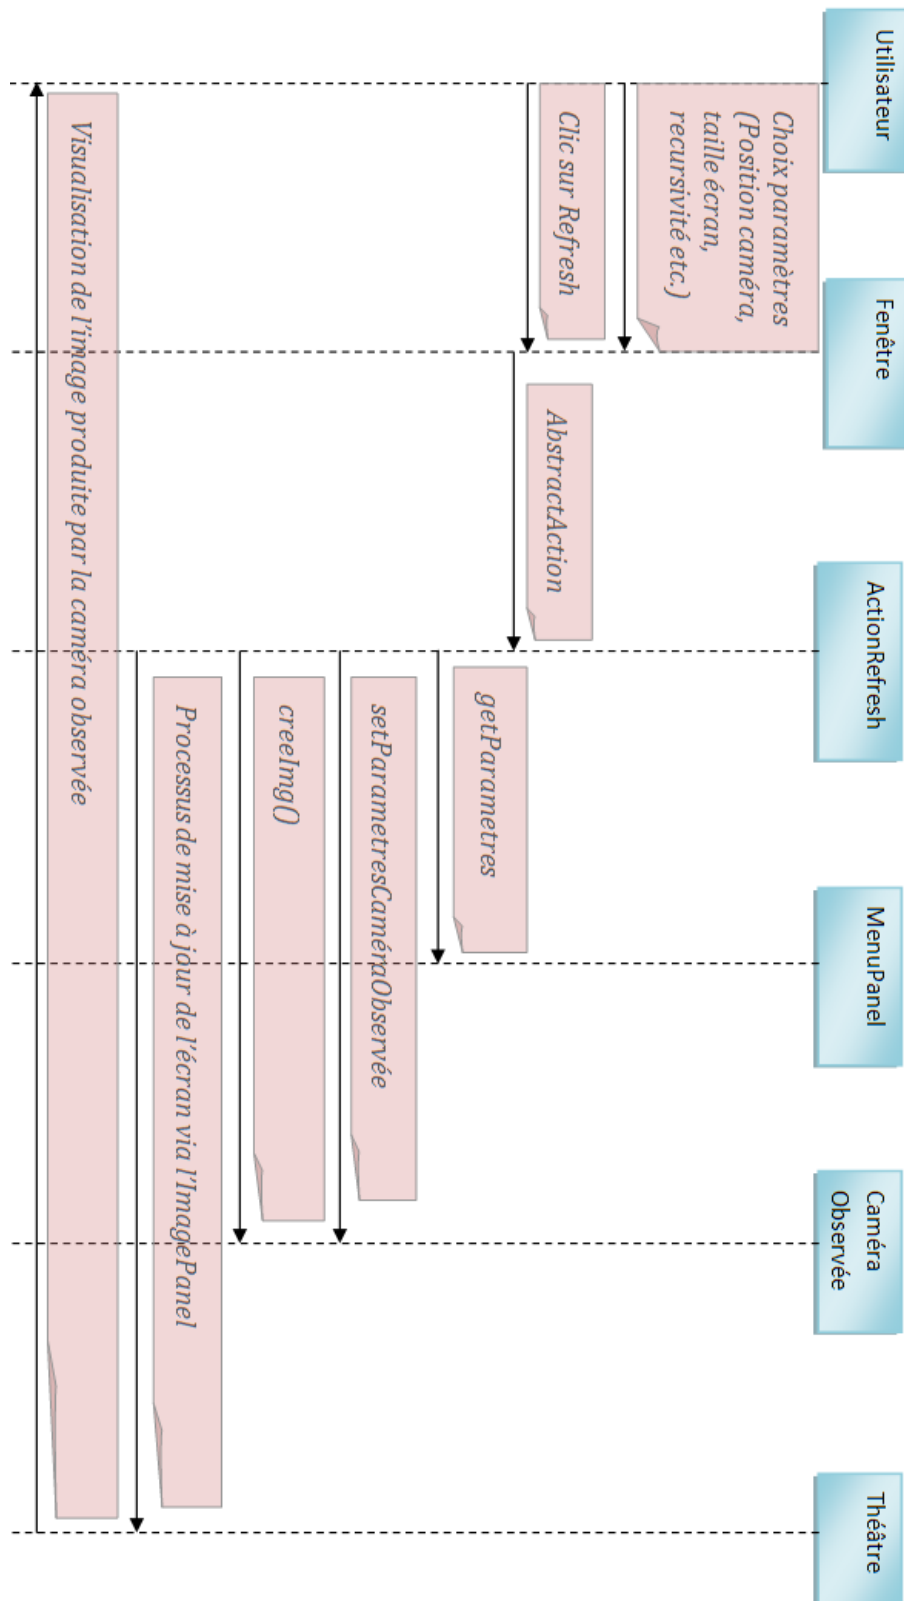 Utilisateur
Fenêtre
ActionRefresh
MenuPanel
Caméra
Observée
Théâtre
Choix paramètres
(Position caméra,
taille écran,
recursivité etc.)
Clic sur Refresh
AbstractAction
getParametres
setParametresCaméraObservée
creeImg()
Processus de mise à jour de l'écran via l'ImagePanel
Visualisation de l'image produite par la caméra observée